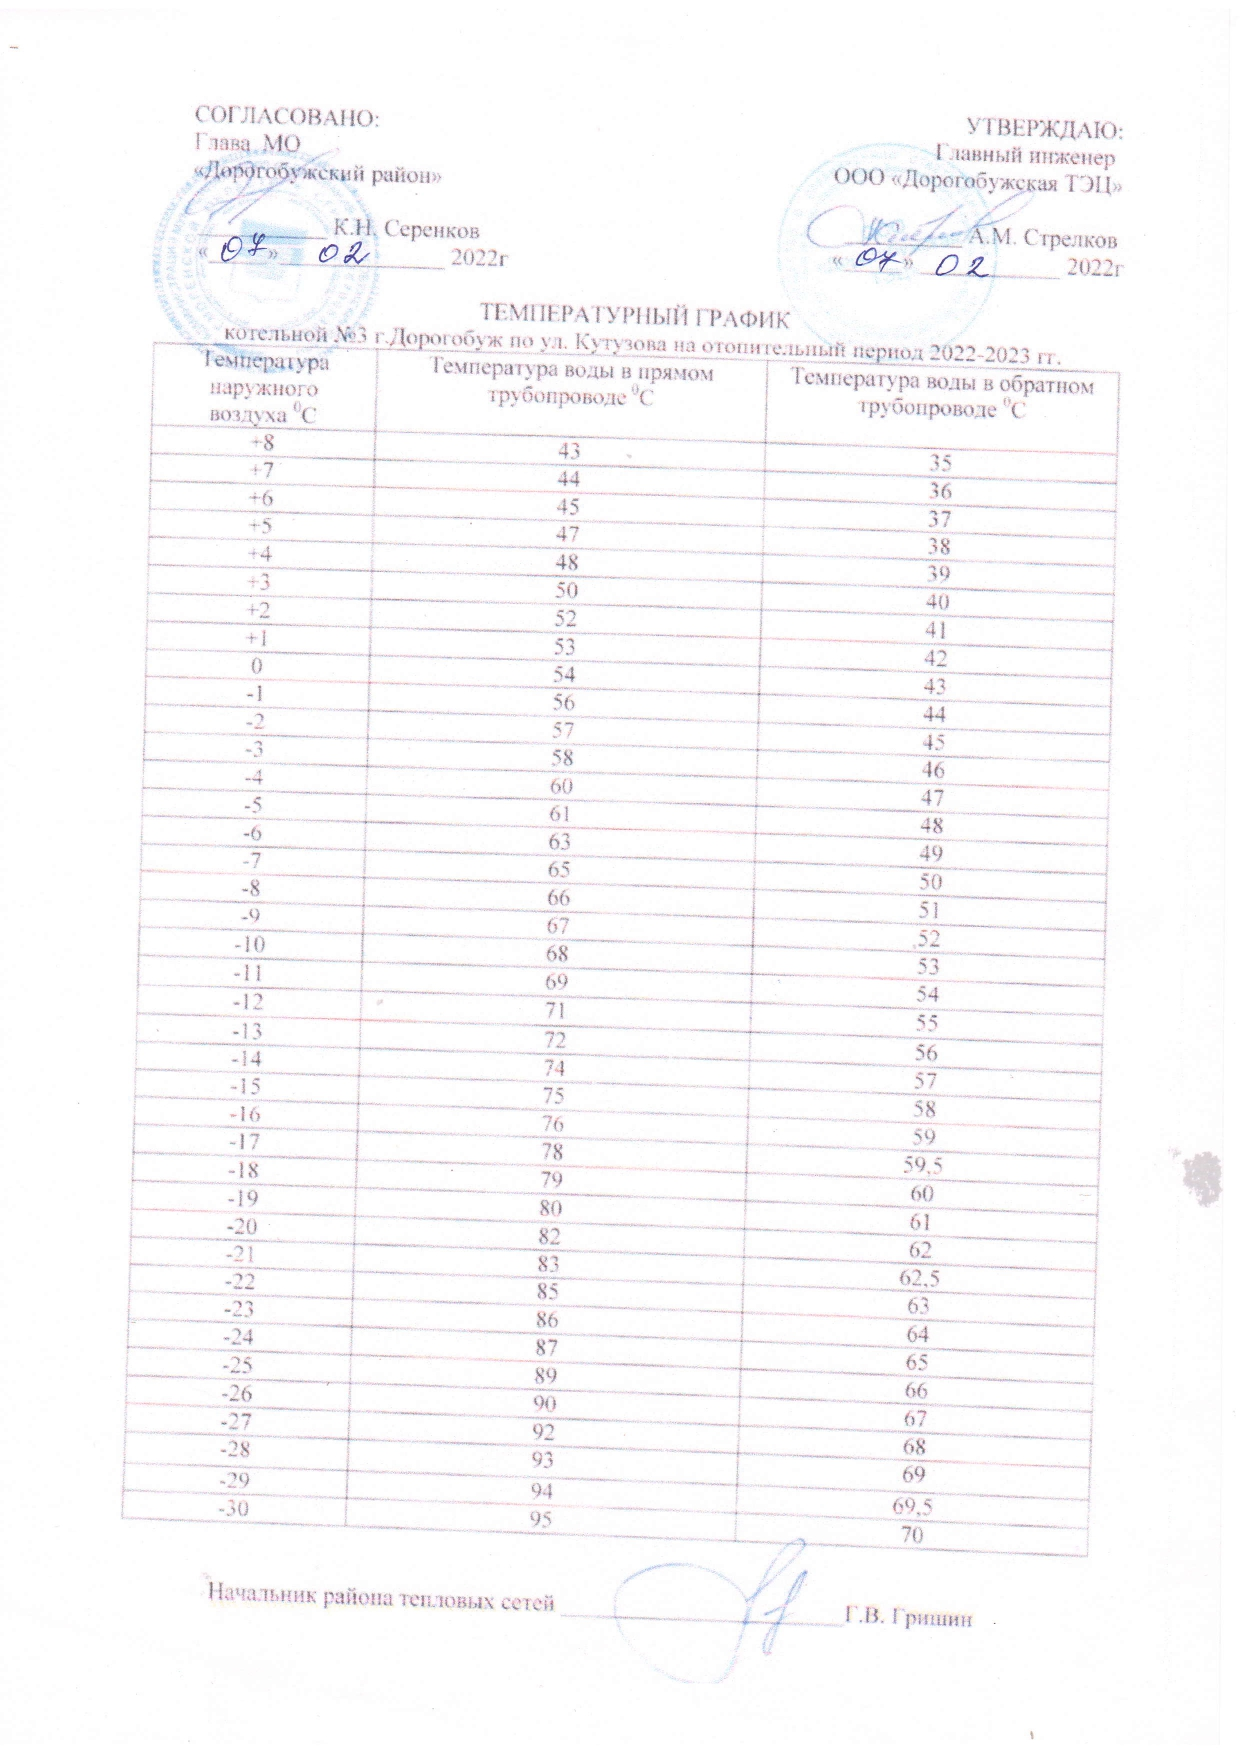 СОГЛАСОВАНО:
Глава МО
«Дорогобужский район»
К.Н. Серенков
«07» 02 2022г
УТВЕРЖДАЮ:
Главный инженер
ООО «Дорогобужская ТЭЦ»
А.М. Стрелков
«07» 02 2022г
ТЕМПЕРАТУРНЫЙ ГРАФИК
котельной №3 г.Дорогобуж по ул. Кутузова на отопительный период 2022-2023 гг.
Температура наружного воздуха ⁰С Температура воды в прямом трубопроводе ⁰С Температура воды в обратном трубопроводе ⁰С
+8 43 35
+7 44 36
+6 45 37
+5 47 38
+4 48 39
+3 50 40
+2 52 41
+1 53 42
0 54 43
-1 56 44
-2 57 45
-3 58 46
-4 60 47
-5 61 48
-6 63 49
-7 65 50
-8 66 51
-9 67 52
-10 68 53
-11 69 54
-12 71 55
-13 72 56
-14 74 57
-15 75 58
-16 76 59
-17 78 59,5
-18 79 60
-19 80 61
-20 82 62
-21 83 62,5
-22 85 63
-23 86 64
-24 87 65
-25 89 66
-26 90 67
-27 92 68
-28 93 69
-29 94 69,5
-30 95 70
Начальник района тепловых сетей Г.В. Гришин